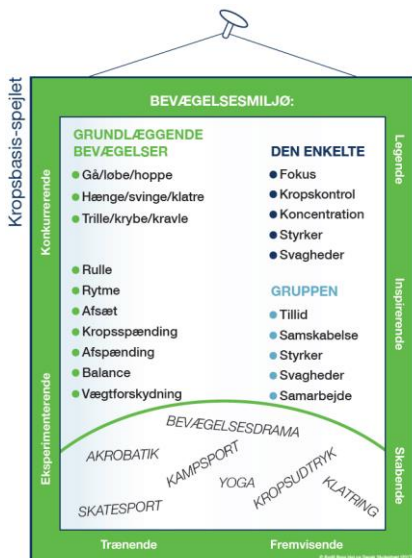 Kropsbasis-spejlet
BEVÆGELSESMILJØ:
Konkurrerende
Eksperimenterende
GRUNDLÆGGENDE
BEVÆGELSER
Gå/løbe/hoppe
Hænge/svinge/klatre
Trille/krybe/kravle
Rulle
Rytme
Afsæt
Kropsspænding
Afspænding
Balance
Vægtforskydning
DEN ENKELTE
Fokus
Kropskontrol
Koncentration
Styrker
Svagheder
GRUPPEN
Tillid
Samskabelse
Styrker
Svagheder
Samarbejde
Legende
Inspirerende
Skabende
BEVÆGELSESDRAMA
AKROBATIK
KAMPSPORT
YOGA
KROPSUDTRYK
KLATRING
SKATESPORT
Trænende
Fremvisende